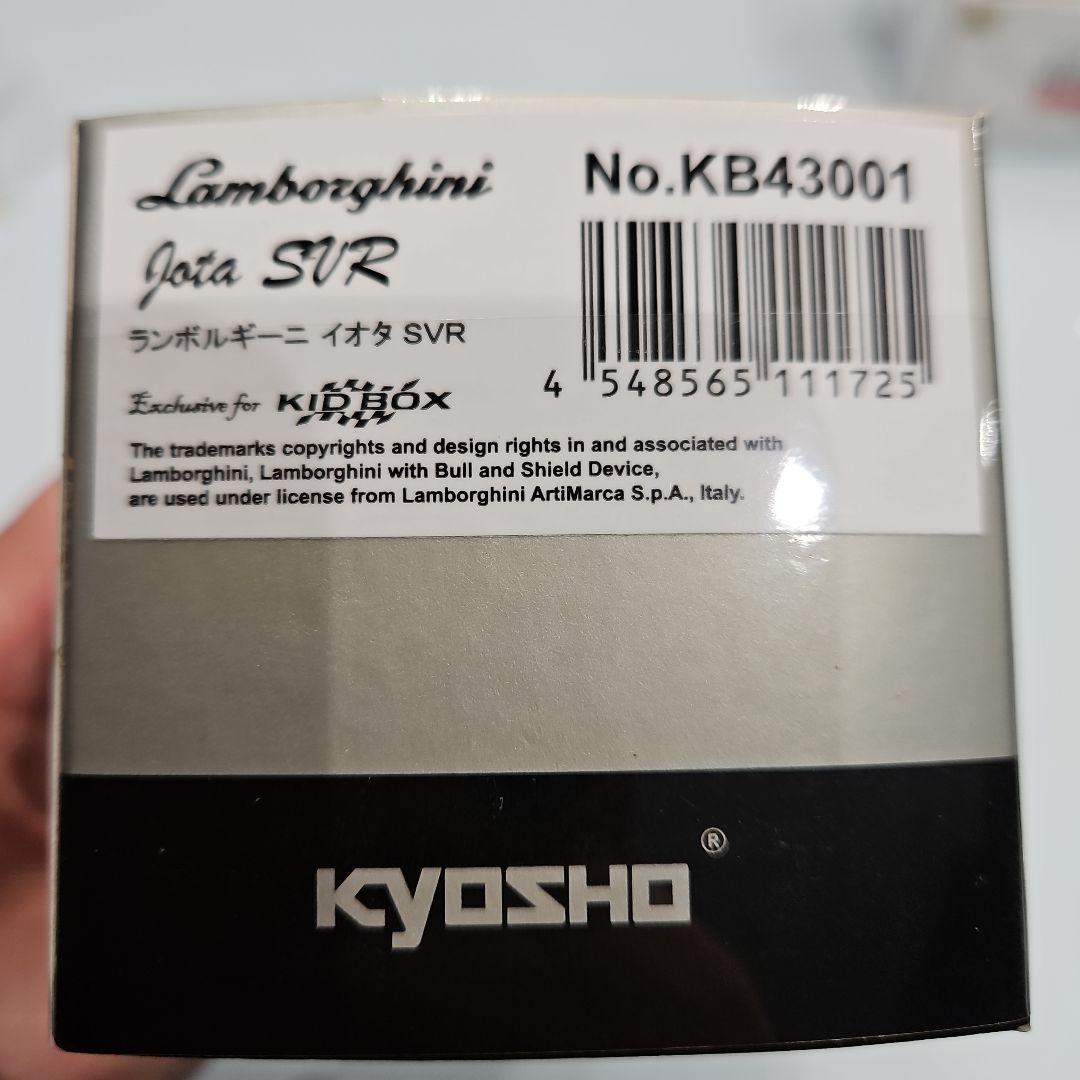 Lamborghini
Jota SVR
ランボルギーニ イオタ SVR
Exclusive for KID BOX
No.KB43001
4 548565 111725
The trademarks copyrights and design rights in and associated with
Lamborghini, Lamborghini with Bull and Shield Device,
are used under license from Lamborghini ArtiMarca S.p.A., Italy.
KYOSHO ®